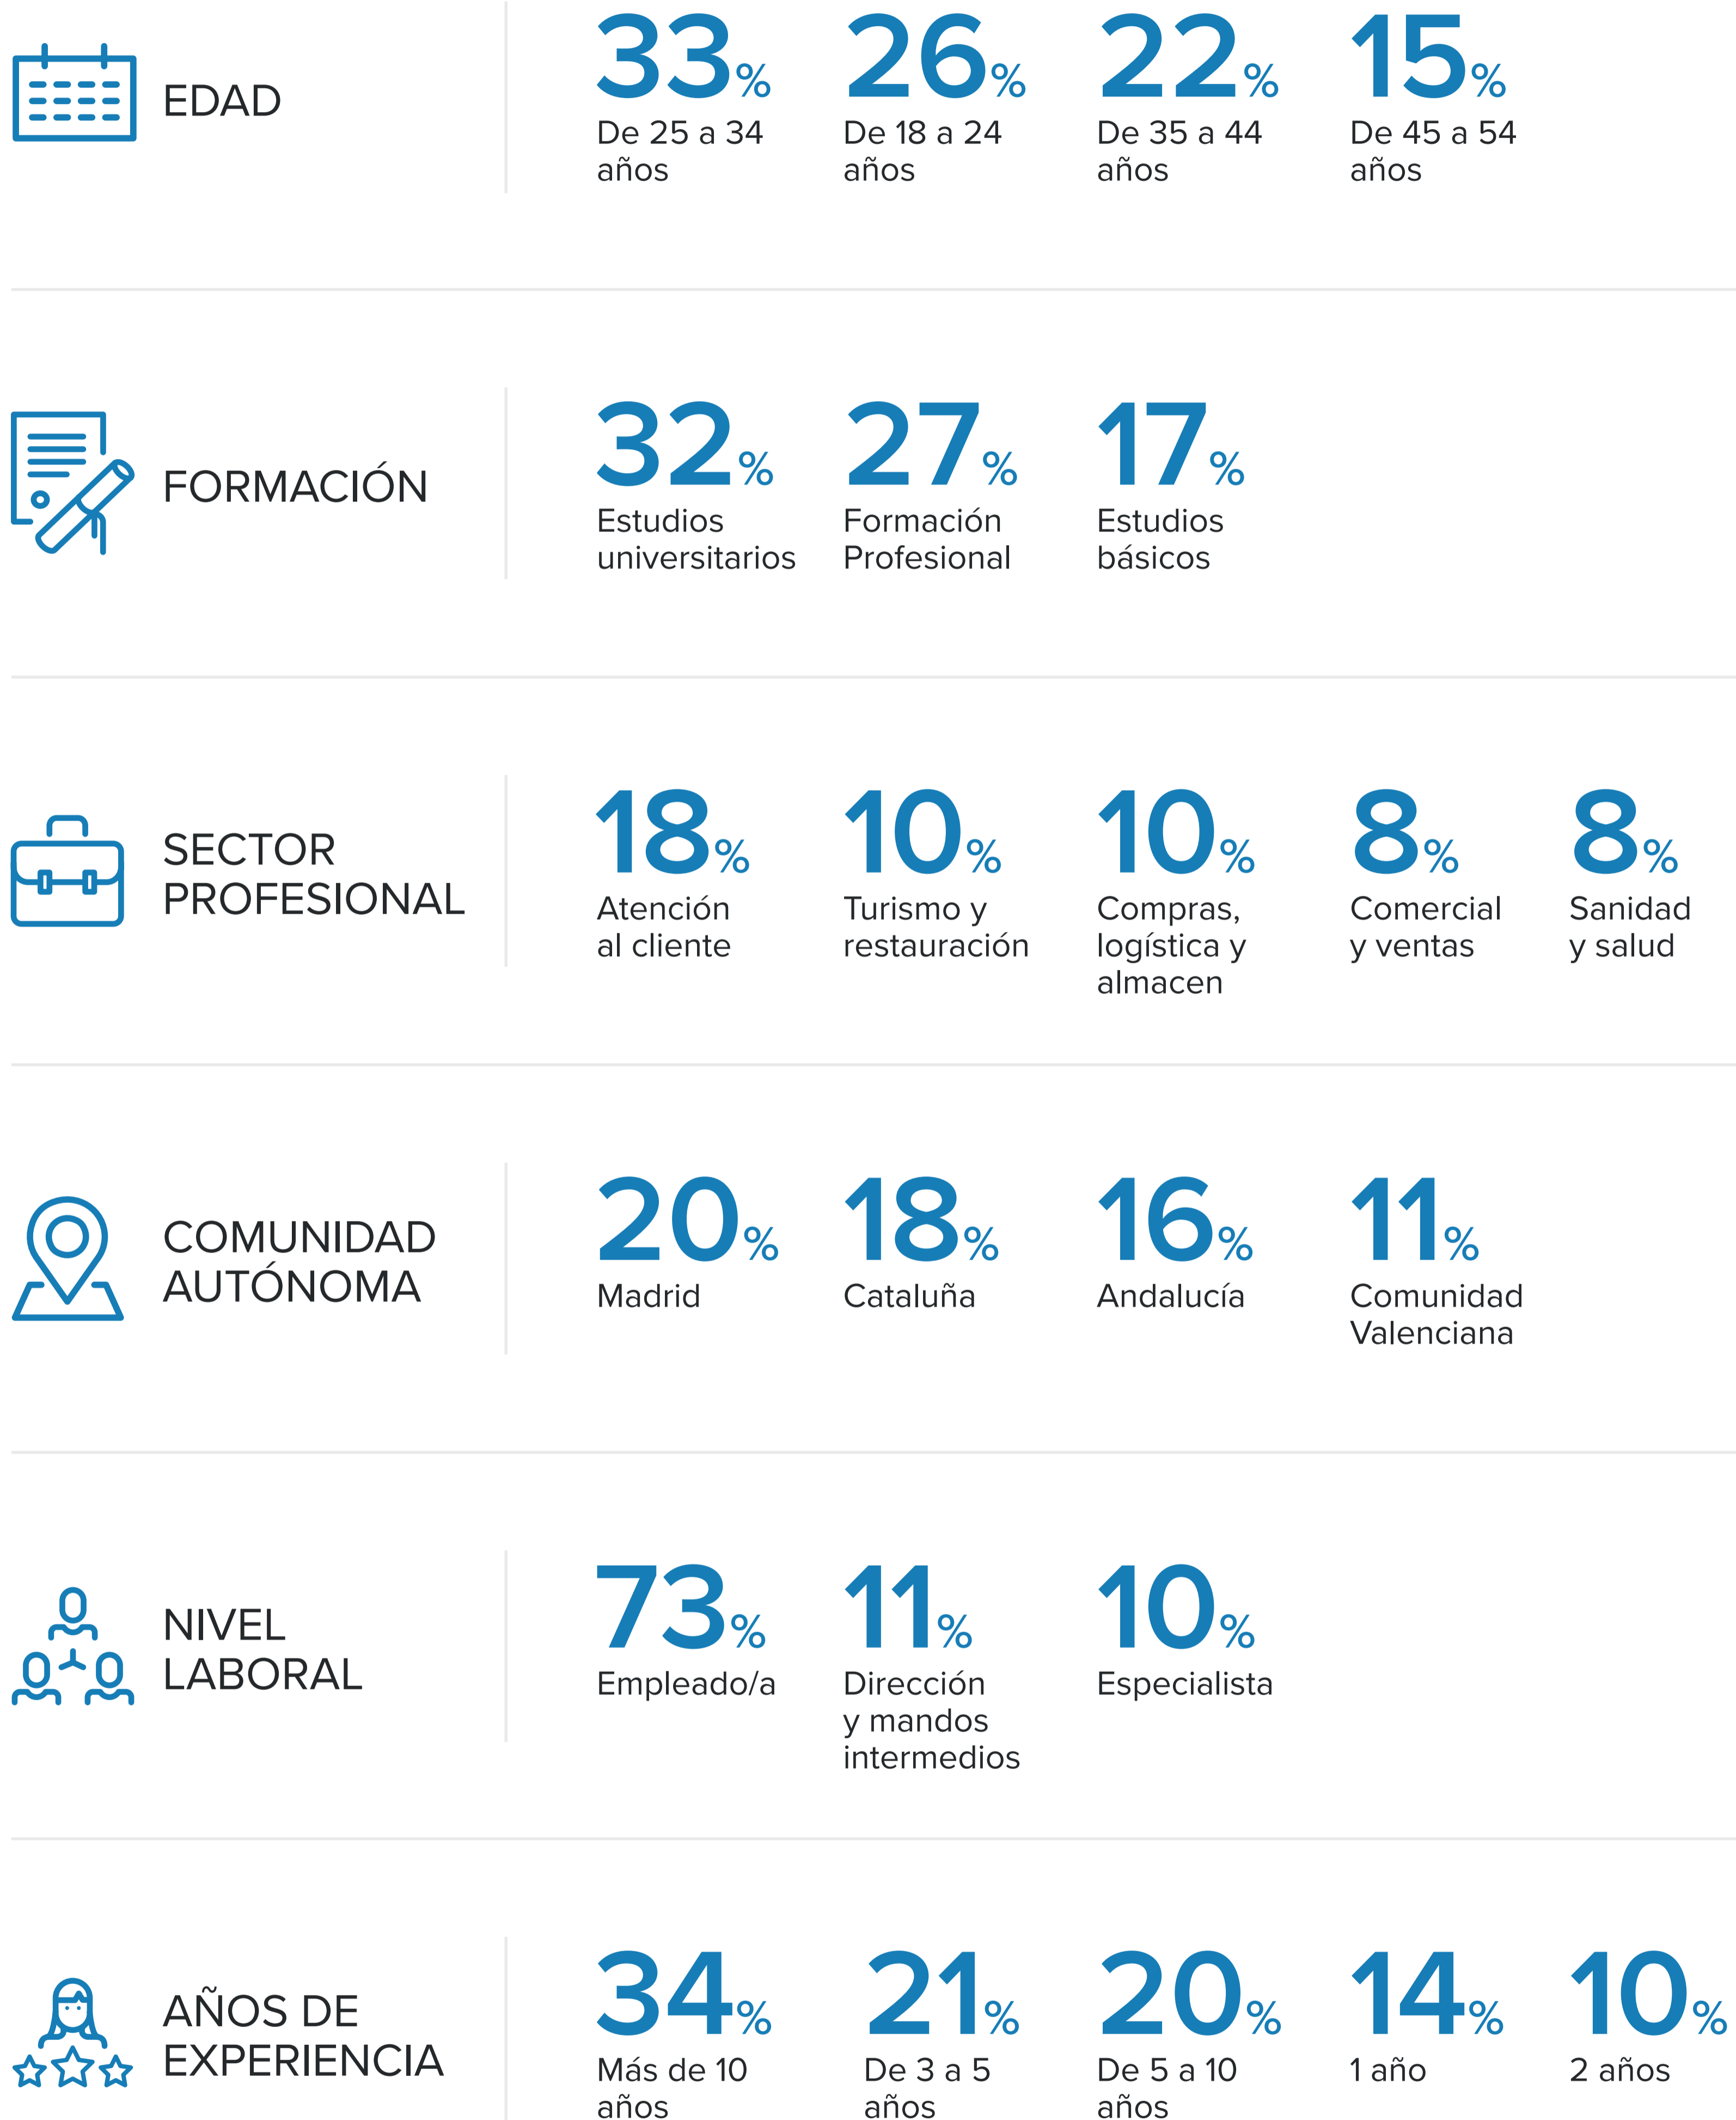 EDAD
33%
De 25 a 34
años
26%
De 18 a 24
años
22%
De 35 a 44
años
15%
De 45 a 54
años
FORMACIÓN
32%
Estudios
universitarios
27%
Formación
Profesional
17%
Estudios
básicos
SECTOR
PROFESIONAL
18%
Atención
al cliente
10%
Turismo y
restauración
10%
Compras,
logística y
almacen
8%
Comercial
y ventas
8%
Sanidad
y salud
COMUNIDAD
AUTÓNOMA
20%
Madrid
18%
Cataluña
16%
Andalucía
11%
Comunidad
Valenciana
NIVEL
LABORAL
73%
Empleado/a
11%
Dirección
y mandos
intermedios
10%
Especialista
AÑOS DE
EXPERIENCIA
34%
Más de 10
años
21%
De 3 a 5
años
20%
De 5 a 10
años
14%
1 año
10%
2 años